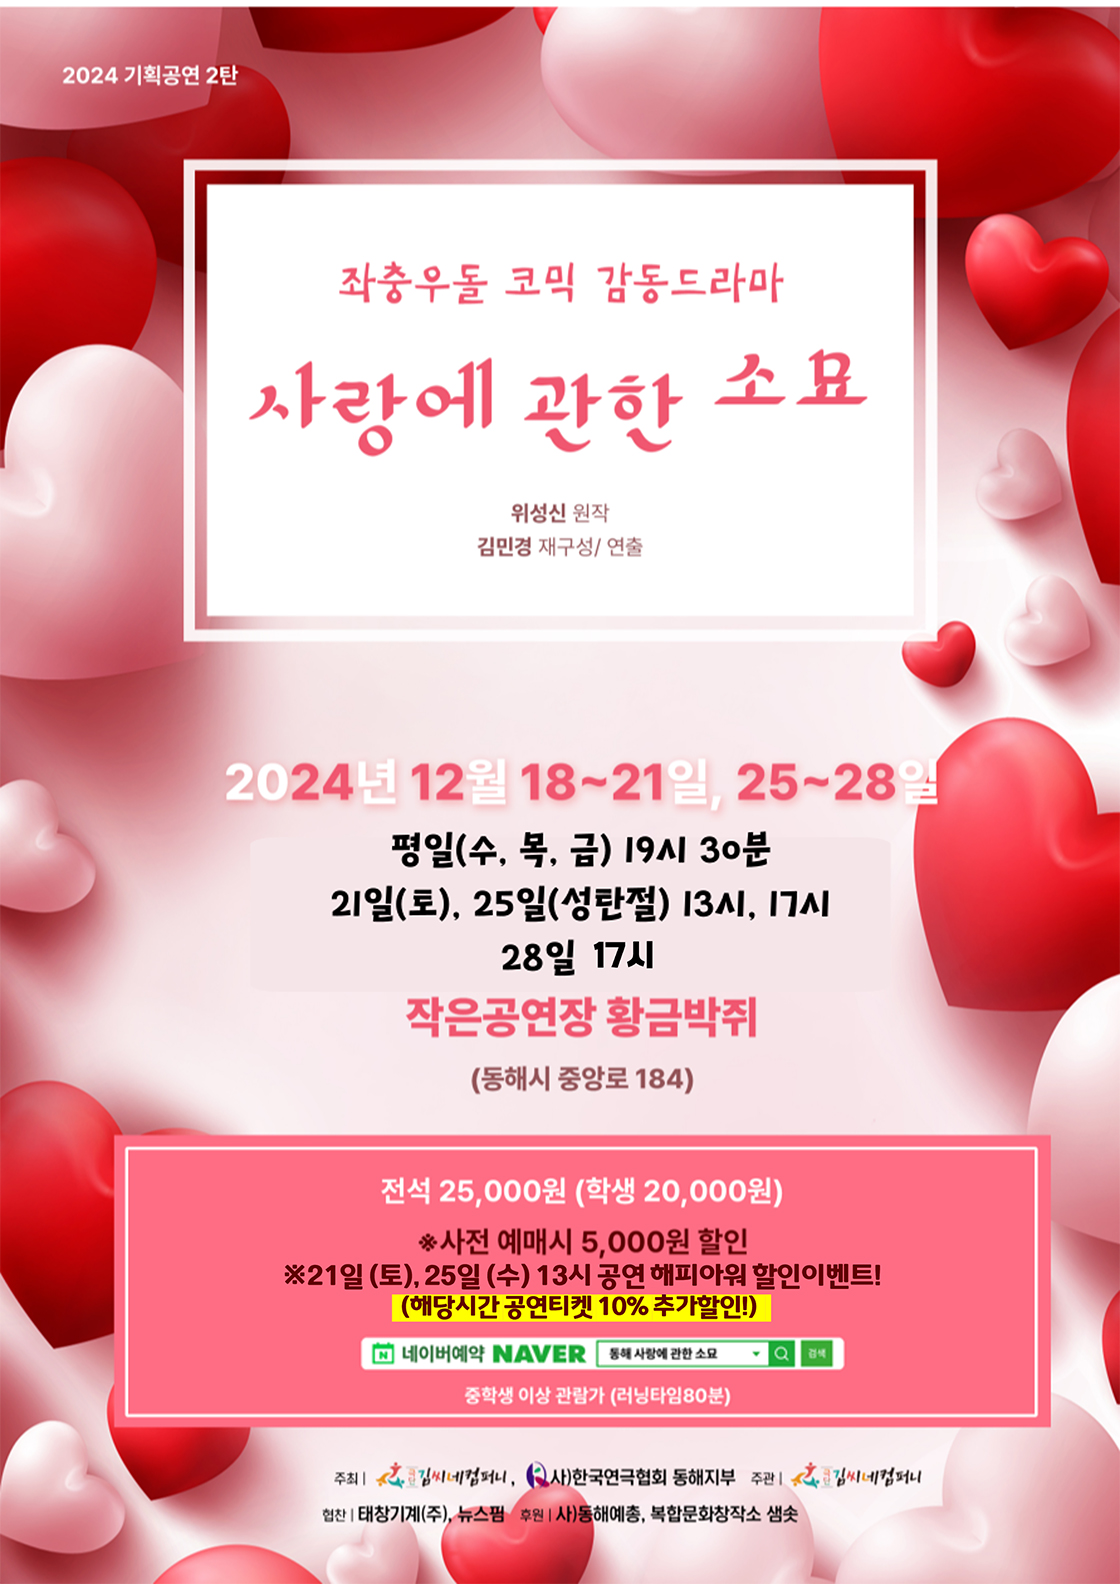 2024 기획공연 2탄
좌충우돌 코믹 감동드라마
사랑에 관한 소묘
위성신 원작
김민경 재구성/ 연출
2024년 12월 18~21일, 25~28일
평일(수, 목, 금) 19시 30분
21일(토), 25일(성탄절) 13시, 17시
28일 17시
작은공연장 황금박쥐
(동해시 중앙로 184)
전석 25,000원 (학생 20,000원)
※사전 예매시 5,000원 할인
※21일 (토), 25일 (수) 13시 공연 해피아워 할인이벤트!
(해당시간 공연티켓 10% 추가할인!)
N 네이버예약 NAVER 동해 사랑에 관한 소묘 검색
중학생 이상 관람가 (러닝타임80분)
주최 | 극단 김씨네컴퍼니, 사)한국연극협회 동해지부 주관 | 극단 김씨네컴퍼니
협찬 | 태창기계(주), 뉴스핌 후원 | 사)동해예총, 복합문화창작소 샘솟